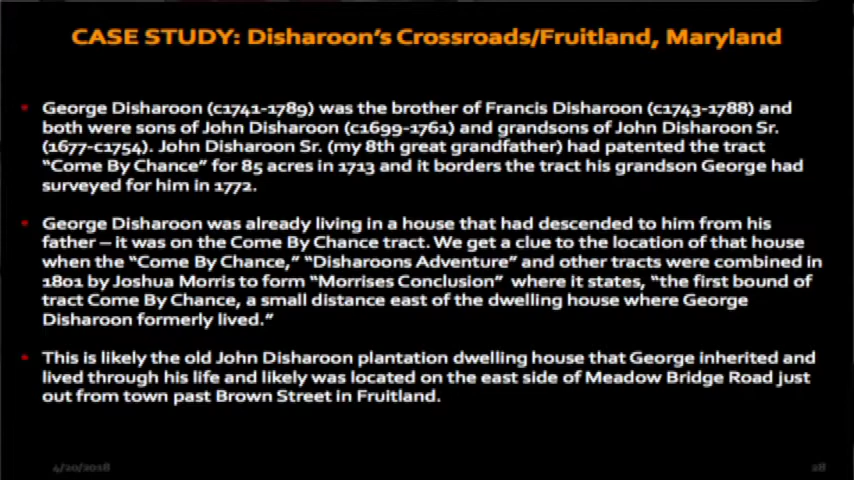 CASE STUDY: Disharoon's Crossroads/Fruitland, Maryland
George Disharoon (c1741-1789) was the brother of Francis Disharoon (c1743-1788) and
both were sons of John Disharoon (c1699-1761) and grandsons of John Disharoon Sr.
(1677-c1754). John Disharoon Sr. (my 8th great grandfather) had patented the tract
"Come By Chance" for 85 acres in 1713 and it borders the tract his grandson George had
surveyed for him in 1772.
George Disharoon was already living in a house that had descended to him from his
father – it was on the Come By Chance tract. We get a clue to the location of that house
when the "Come By Chance," "Disharoons Adventure" and other tracts were combined in
1801 by Joshua Morris to form "Morrises Conclusion" where it states, "the first bound of
tract Come By Chance, a small distance east of the dwelling house where George
Disharoon formerly lived."
This is likely the old John Disharoon plantation dwelling house that George inherited and
lived through his life and likely was located on the east side of Meadow Bridge Road just
out from town past Brown Street in Fruitland.
4/20/2018
28